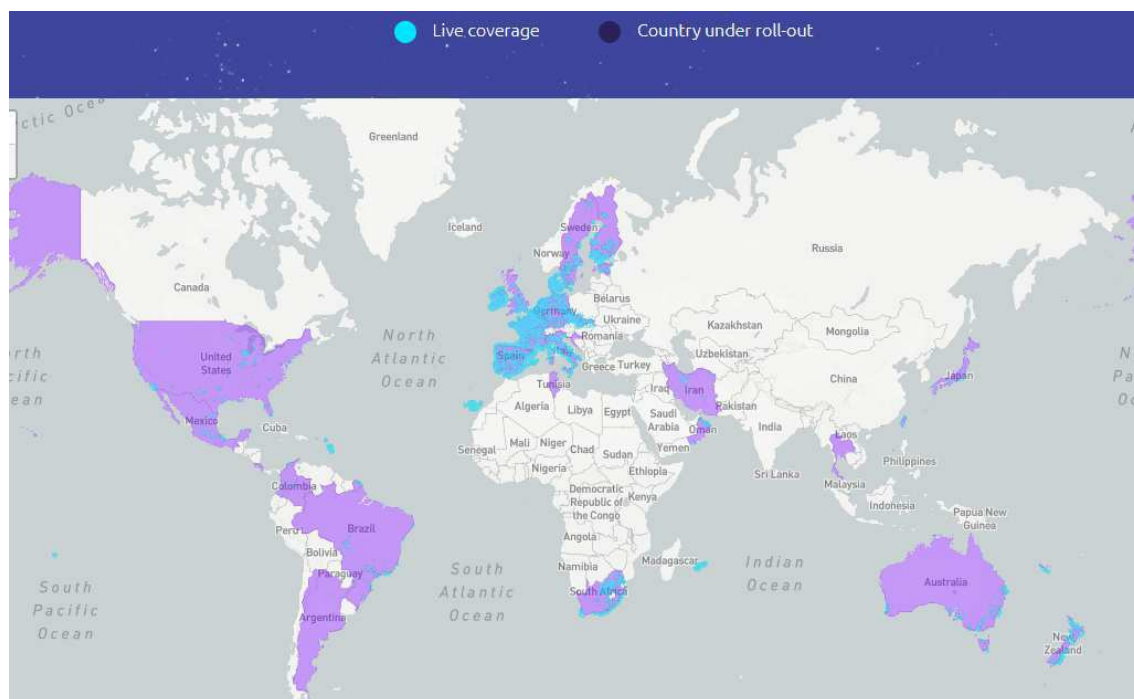 Live coverage
Country under roll-out
ctic Ocea
Greenland
Iceland
Sweden
Norway
Russia
Canada
Belarus
Germany
Ukraine
Kazakhstan
Mongolia
Romania
North
Atlantic
Ocean
orth
cific
ean
United
States
Spain
Italy
Greece
Turkey
Uzbekistan
China
Japan
Tunisia
Iraq
Iran
Algeria
Libya
Egypt
Saudi
Arabia
Pakistan
Oman
India
Laos
Mexico
Cuba
Senegal
Mali
Niger
Chad
Sudan
Yemen
Philippines
Nigeria
Ethiopia
Sri Lanka
Malaysia
Colombia
Democratic
Republic of
the Congo
Kenya
Indonesia
Papua New
Guinea
Peru
Brazil
Angola
Bolivia
Namibia
Madagascar
Indian
Ocean
Paraguay
South
Pacific
Ocean
South
Atlantic
Ocean
South Africa
Australia
Argentina
New
Zealand